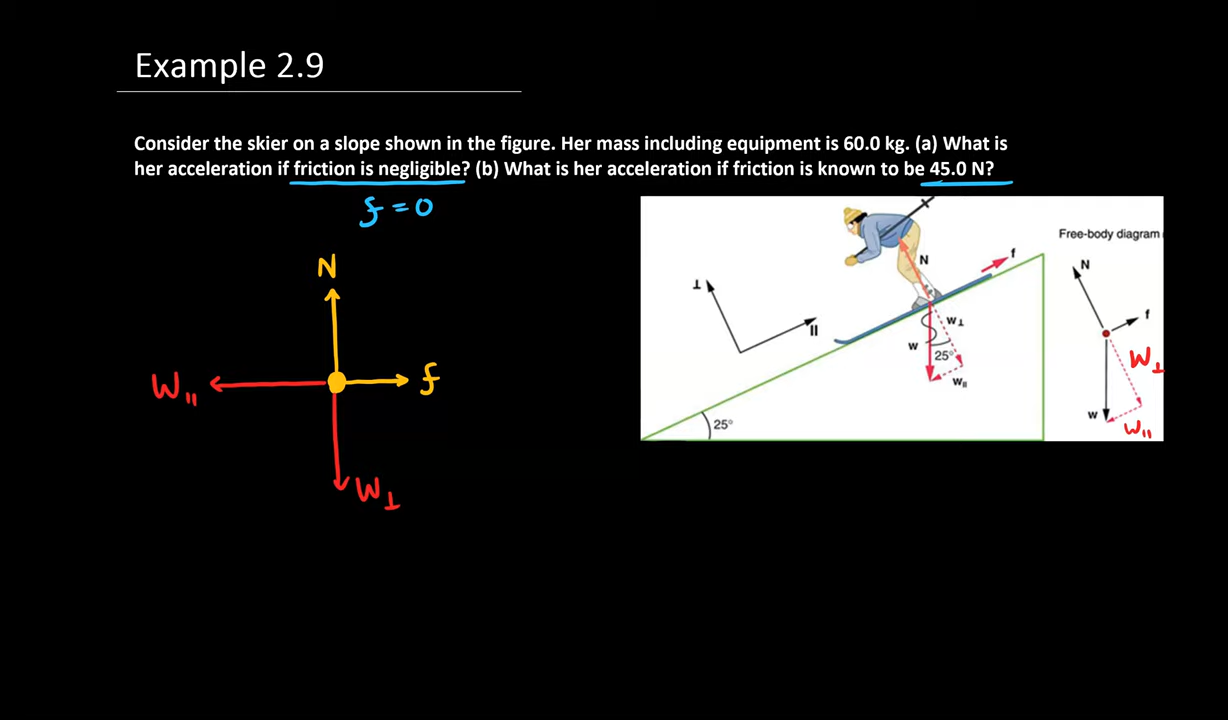 Example 2.9
Consider the skier on a slope shown in the figure. Her mass including equipment is 60.0 kg. (a) What is
her acceleration if friction is negligible? (b) What is her acceleration if friction is known to be 45.0 N?
f = 0
N
W||
f
W⊥
⊥
||
N
f
w⊥
w
25°
w||
25°
Free-body diagram
N
f
W⊥
w
W||